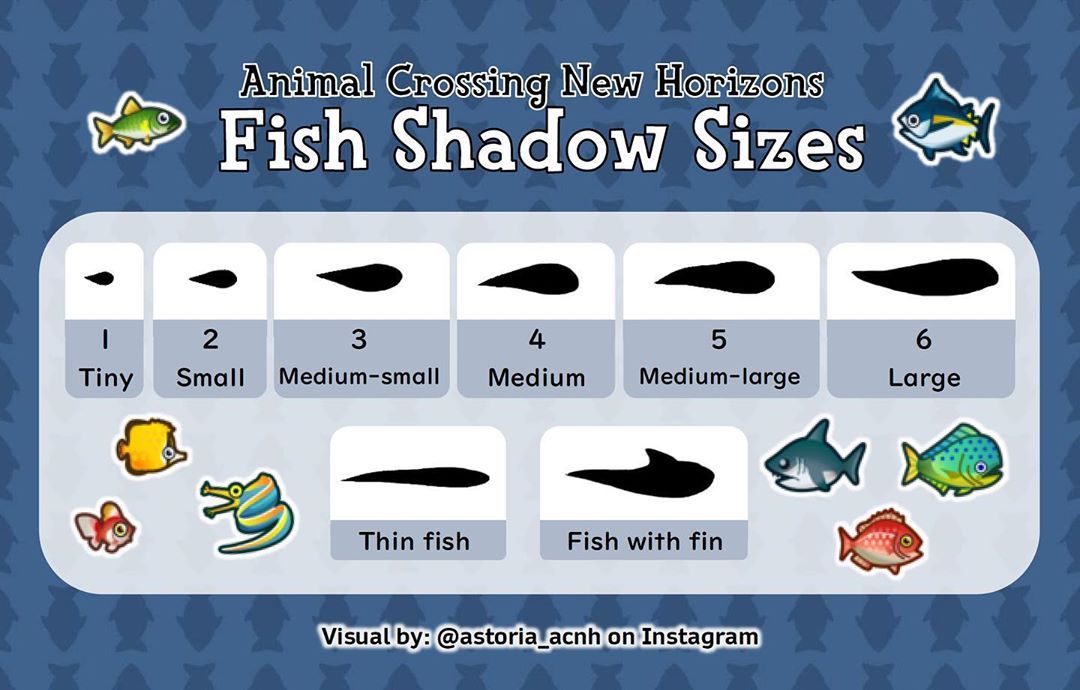 Animal Crossing New Horizons
Fish Shadow Sizes
1
Tiny
2
Small
3
Medium-small
4
Medium
5
Medium-large
6
Large
Thin fish
Fish with fin
Visual by: @astoria_acnh on Instagram